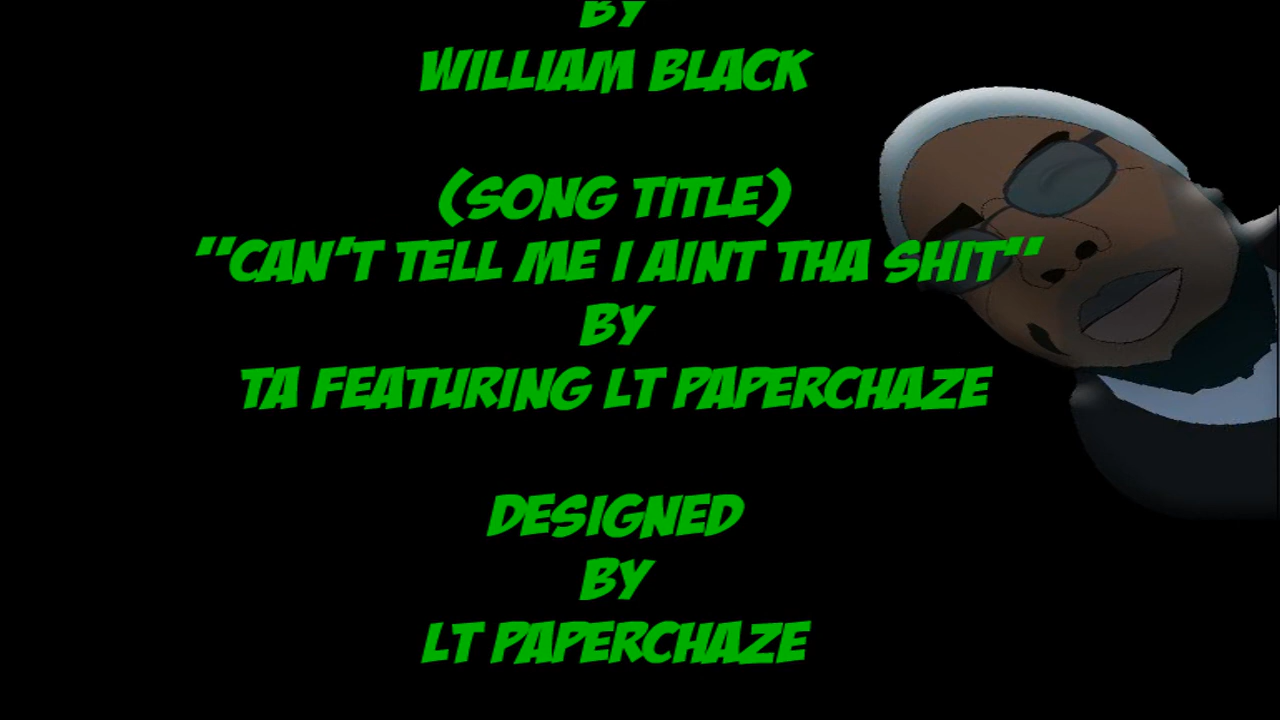 BY
WILLIAM BLACK
(SONG TITLE)
"CAN'T TELL ME I AINT THA SHIT"
BY
TA FEATURING LT PAPERCHAZE
DESIGNED
BY
LT PAPERCHAZE